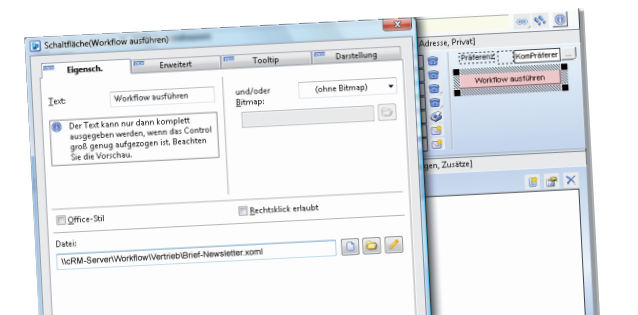 Schaltfläche(Workflow ausführen)
Eigensch.
Erweitert
Tooltip
Darstellung
Text:
Workflow ausführen
und/oder
Bitmap:
(ohne Bitmap)
Der Text kann nur dann komplett
ausgegeben werden, wenn das Control
groß genug aufgezogen ist. Beachten
Sie die Vorschau.
Office-Stil
Rechtsklick erlaubt
Datei:
\\cRM-Server\Workflow\Vertrieb\Brief-Newsletter.xoml
Adresse, Privat]
Präferenz
KomPräferer
...
Workflow ausführen
gen, Zusätze]